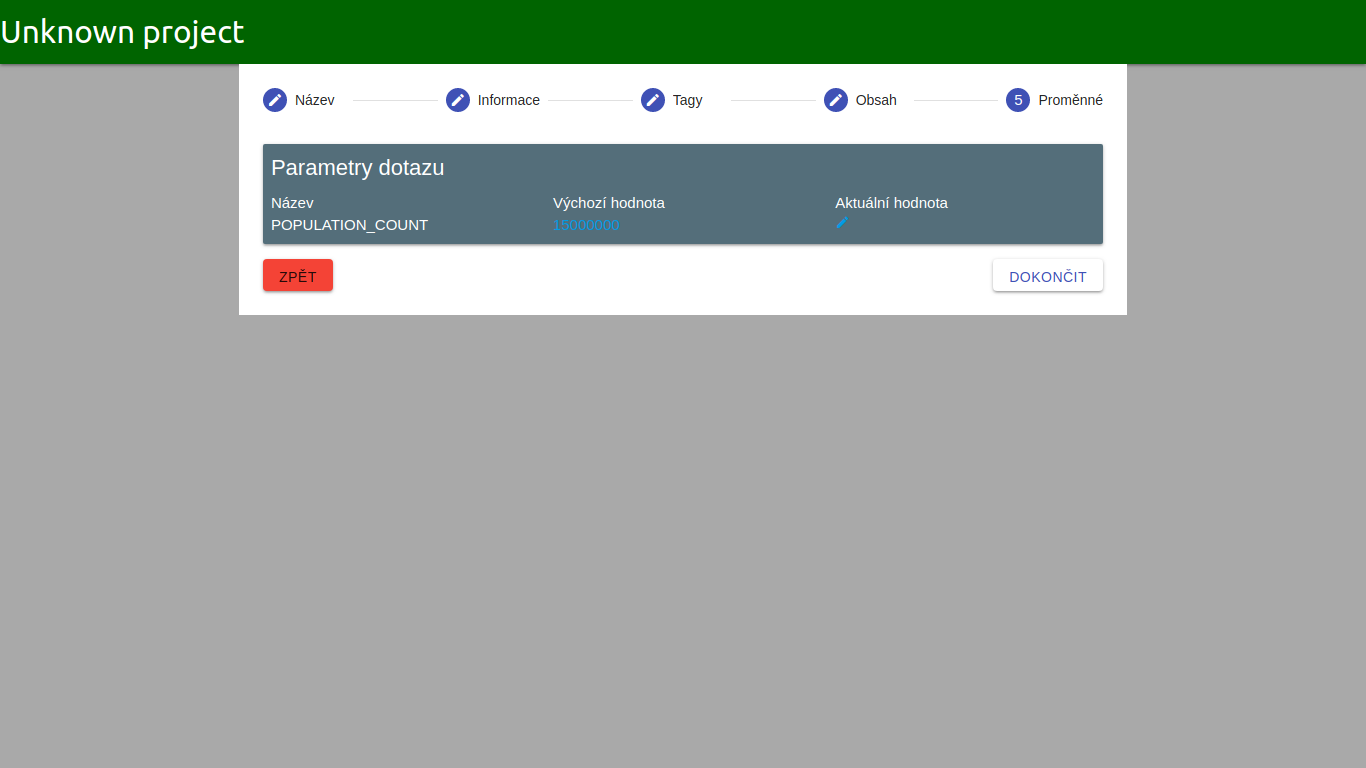 Unknown project
Název Informace Tagy Obsah 5 Proměnné
Parametry dotazu
Název Výchozí hodnota Aktuální hodnota
POPULATION_COUNT 15000000
ZPĚT DOKONČIT